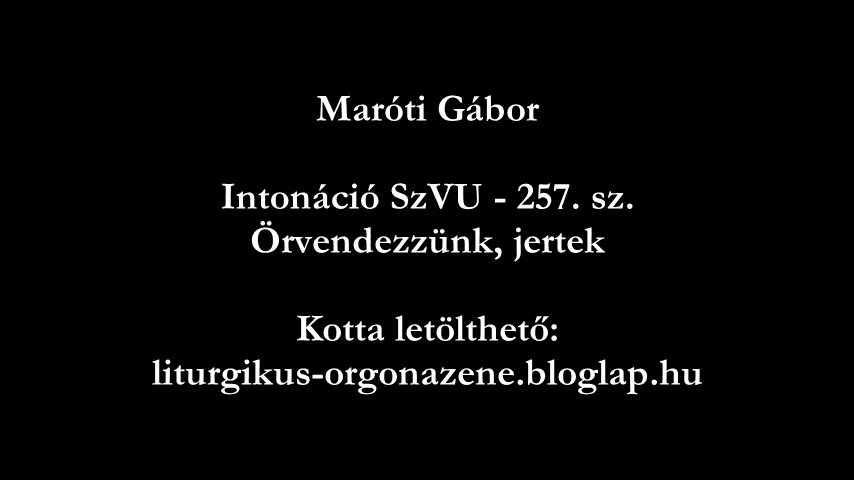 Maróti Gábor
Intonáció SzVU - 257. sz.
Örvendezzünk, jertek
Kotta letölthető:
liturgikus-orgonazene.bloglap.hu